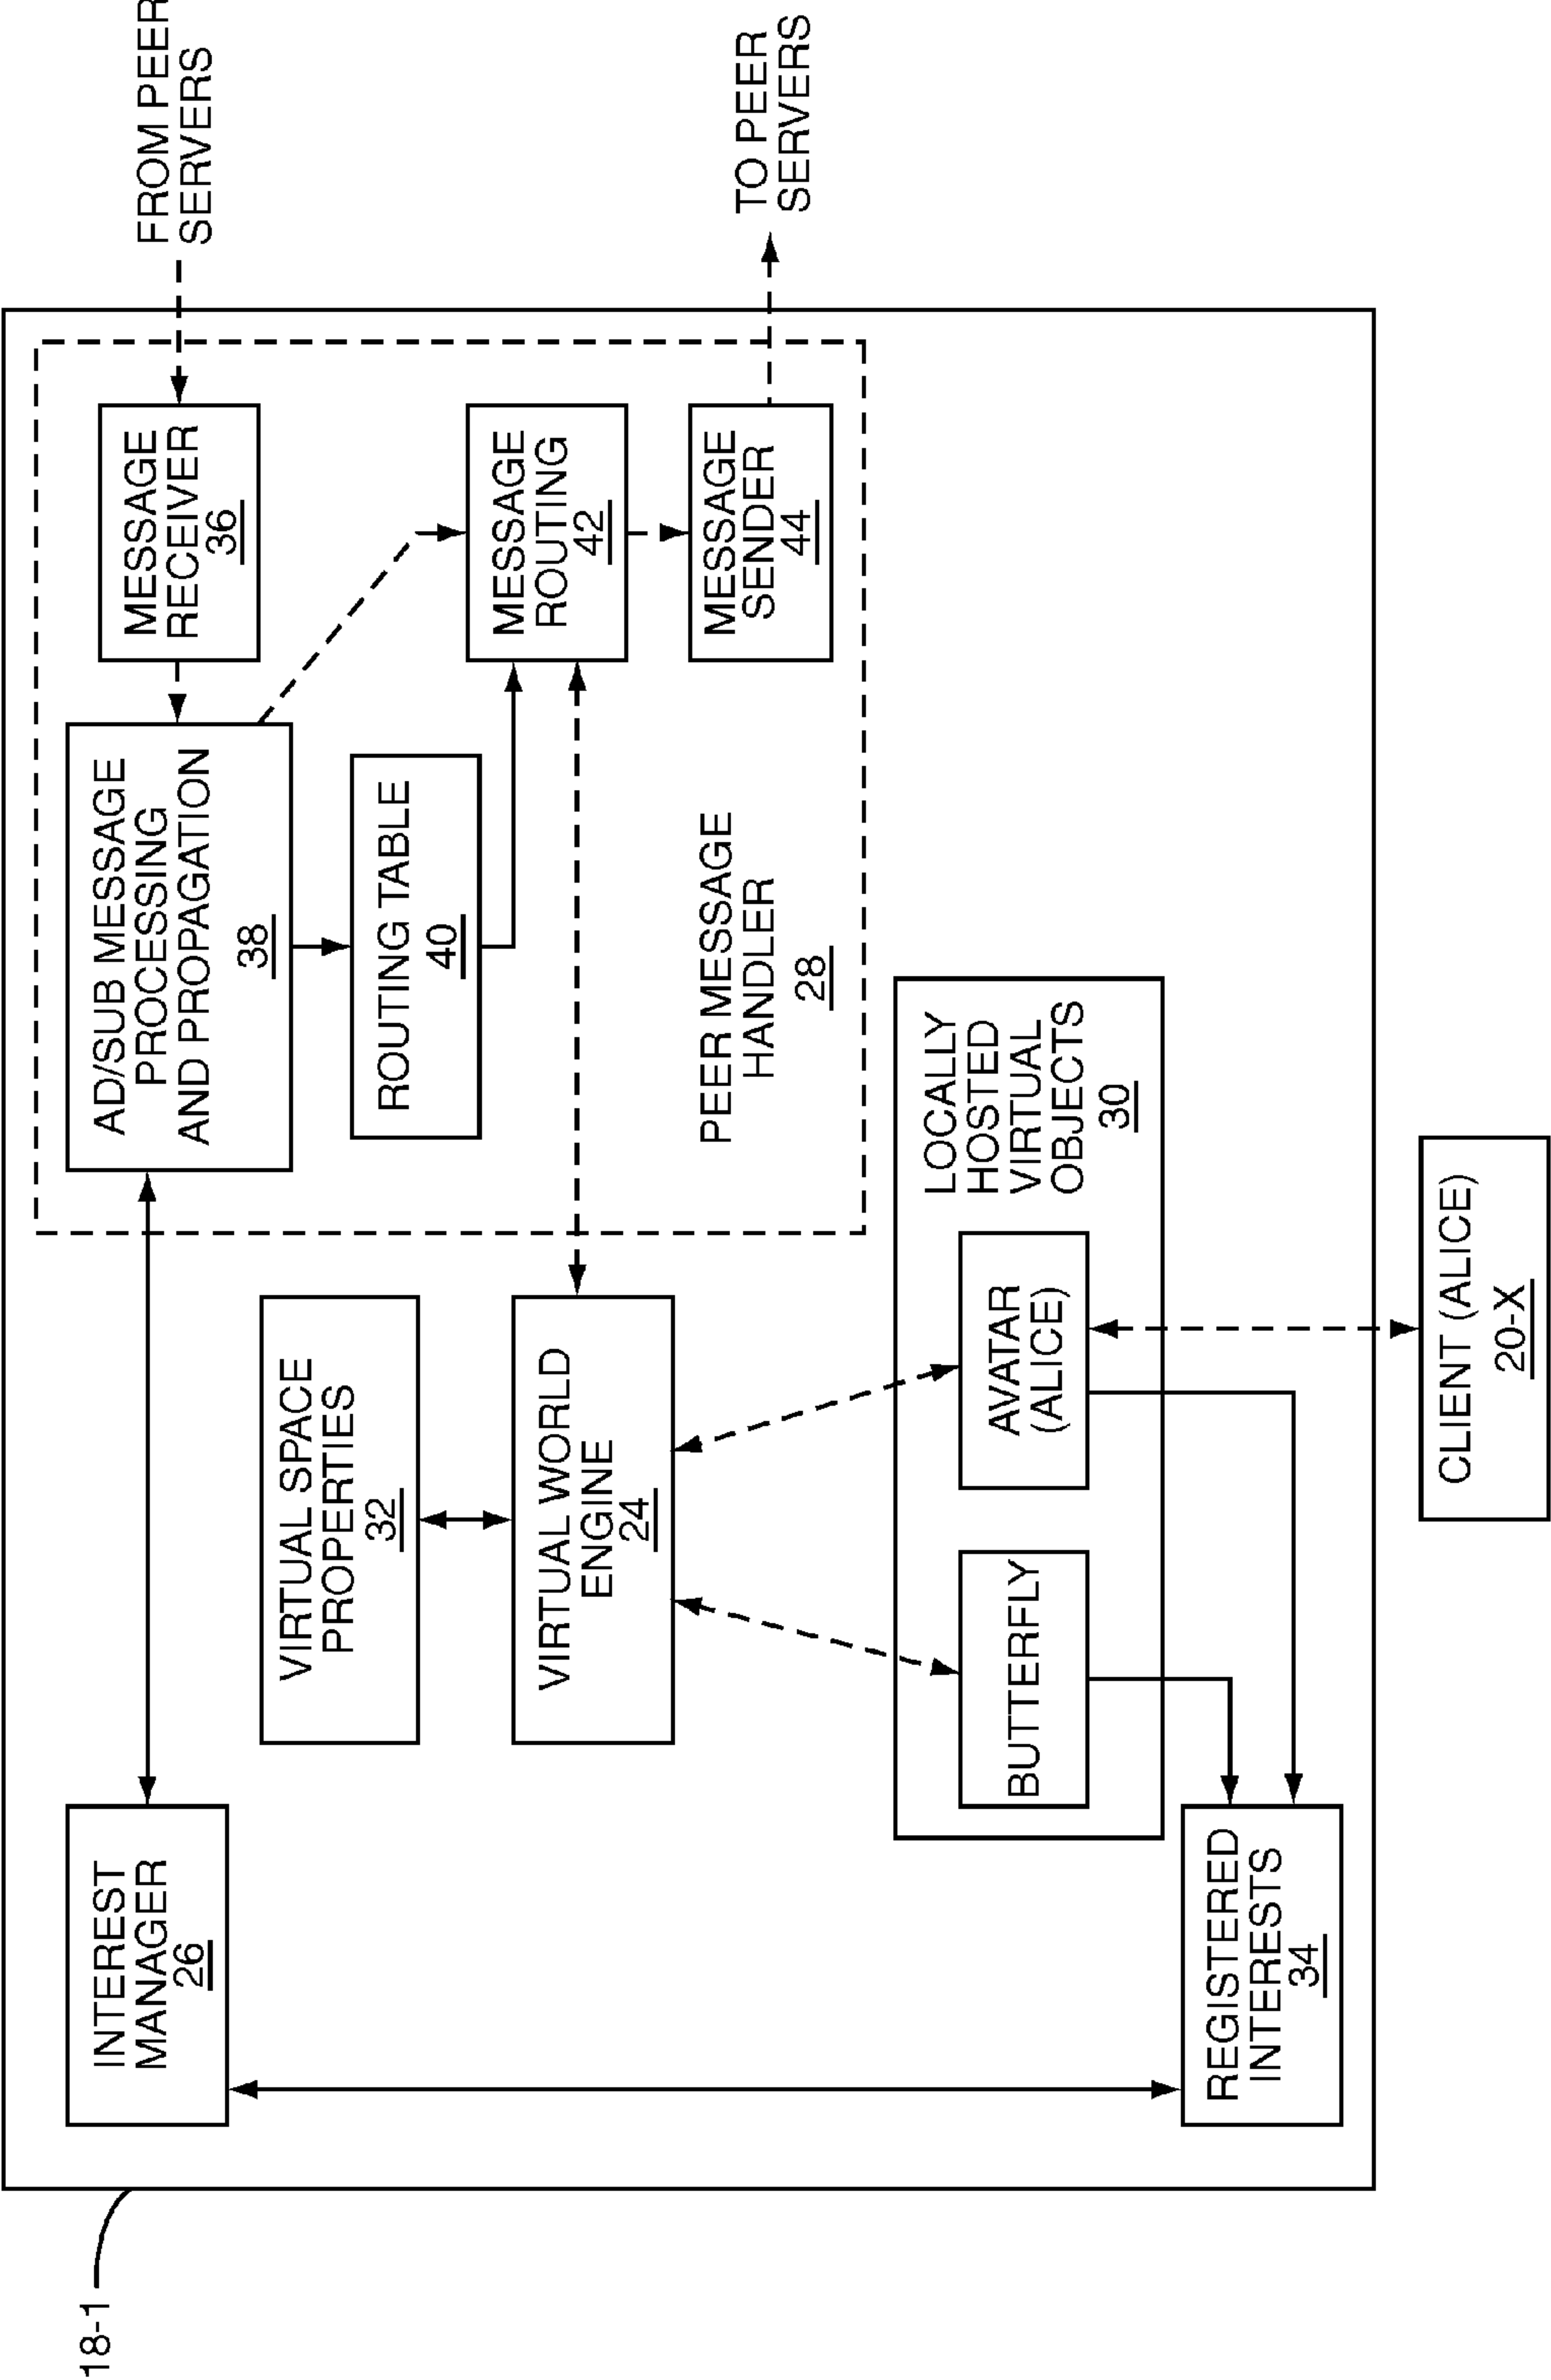 18-1
INTEREST
MANAGER
26
AD/SUB MESSAGE
PROCESSING
AND PROPAGATION
38
MESSAGE
RECEIVER
36
FROM PEER
SERVERS
VIRTUAL SPACE
PROPERTIES
32
ROUTING TABLE
40
MESSAGE
ROUTING
42
VIRTUAL WORLD
ENGINE
24
PEER MESSAGE
HANDLER
28
MESSAGE
SENDER
44
TO PEER
SERVERS
LOCALLY
HOSTED
VIRTUAL
OBJECTS
30
BUTTERFLY
AVATAR
(ALICE)
REGISTERED
INTERESTS
34
CLIENT (ALICE)
20-X